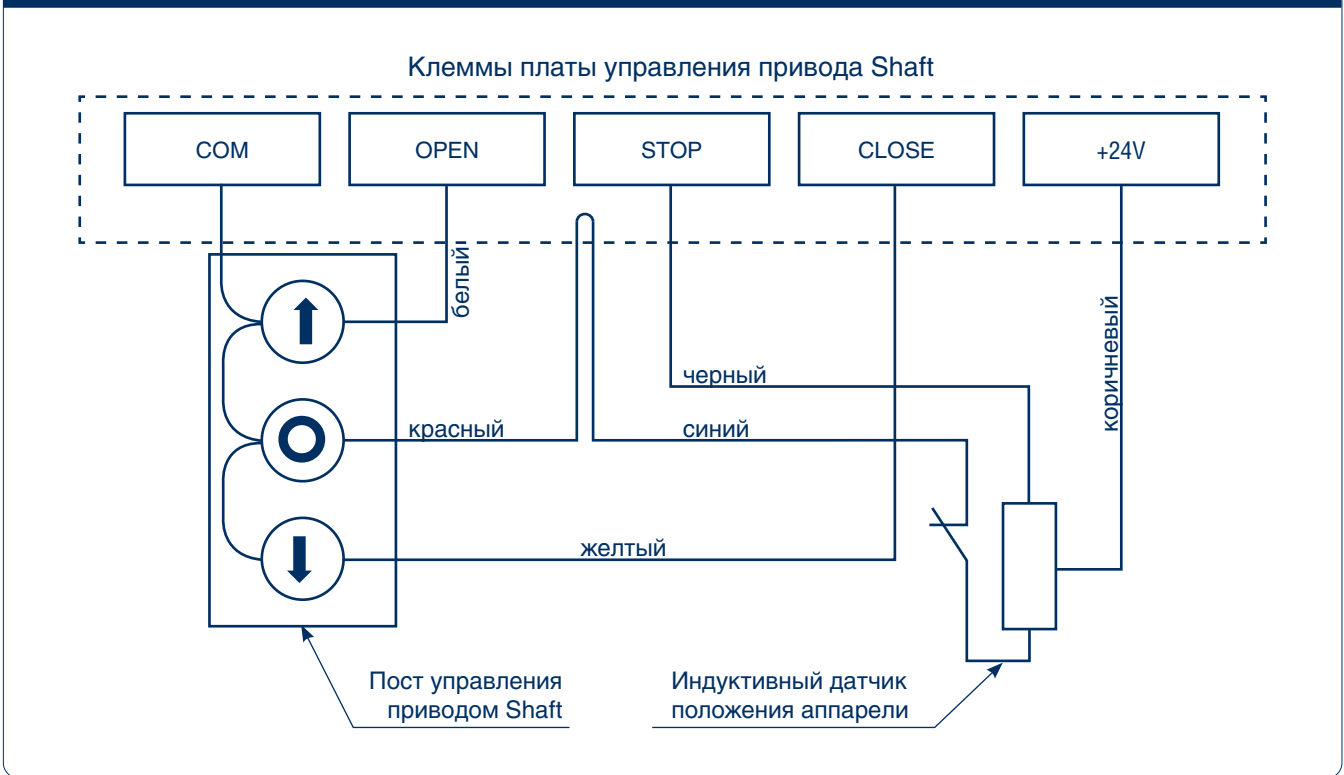 Клеммы платы управления привода Shaft
COM
OPEN
STOP
CLOSE
+24V
белый
черный
коричневый
красный
синий
желтый
Пост управления
приводом Shaft
Индуктивный датчик
положения аппарели